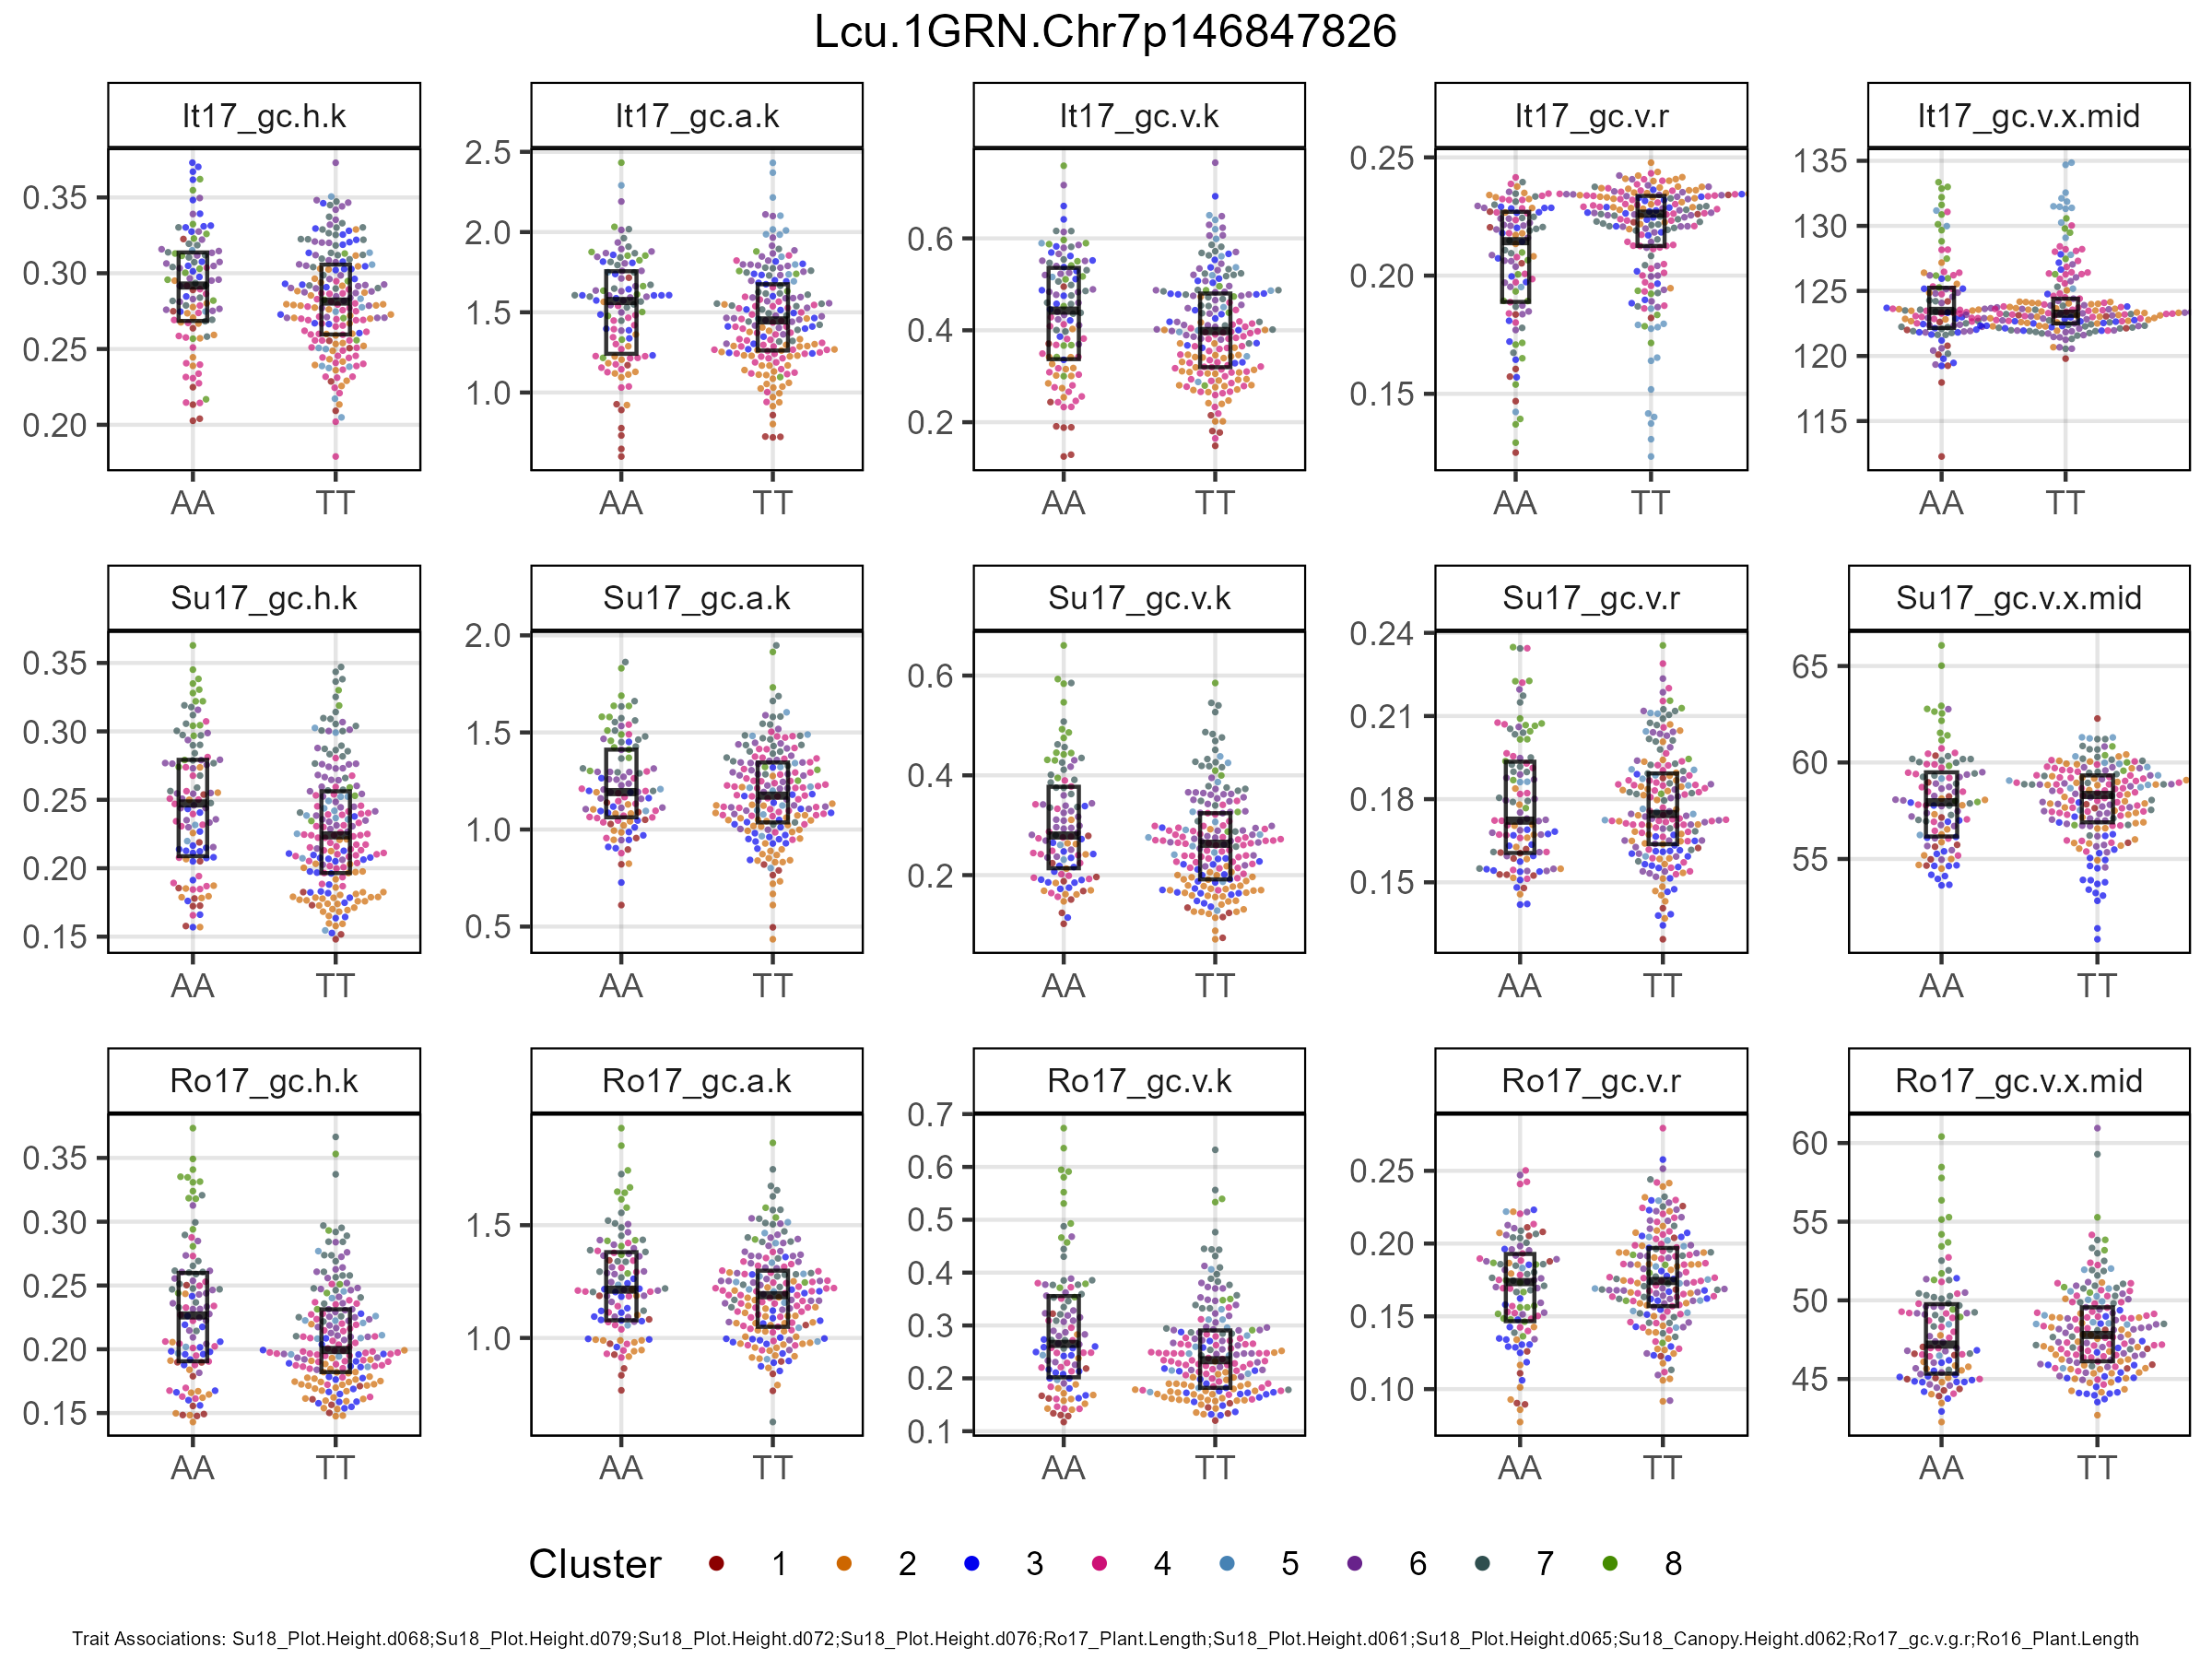 Lcu.1GRN.Chr7p146847826
It17_gc.h.k
It17_gc.a.k
It17_gc.v.k
It17_gc.v.r
It17_gc.v.x.mid
0.35
0.30
0.25
0.20
2.5
2.0
1.5
1.0
0.6
0.4
0.2
0.25
0.20
0.15
135
130
125
120
115
AA TT
AA TT
AA TT
AA TT
AA TT
Su17_gc.h.k
Su17_gc.a.k
Su17_gc.v.k
Su17_gc.v.r
Su17_gc.v.x.mid
0.35
0.30
0.25
0.20
0.15
2.0
1.5
1.0
0.5
0.6
0.4
0.2
0.24
0.21
0.18
0.15
65
60
55
AA TT
AA TT
AA TT
AA TT
AA TT
Ro17_gc.h.k
Ro17_gc.a.k
Ro17_gc.v.k
Ro17_gc.v.r
Ro17_gc.v.x.mid
0.35
0.30
0.25
0.20
0.15
1.5
1.0
0.7
0.6
0.5
0.4
0.3
0.2
0.1
0.25
0.20
0.15
0.10
60
55
50
45
AA TT
AA TT
AA TT
AA TT
AA TT
Cluster 1 2 3 4 5 6 7 8
Trait Associations: Su18_Plot.Height.d068;Su18_Plot.Height.d079;Su18_Plot.Height.d072;Su18_Plot.Height.d076;Ro17_Plant.Length;Su18_Plot.Height.d061;Su18_Plot.Height.d065;Su18_Canopy.Height.d062;Ro17_gc.v.g.r;Ro16_Plant.Length